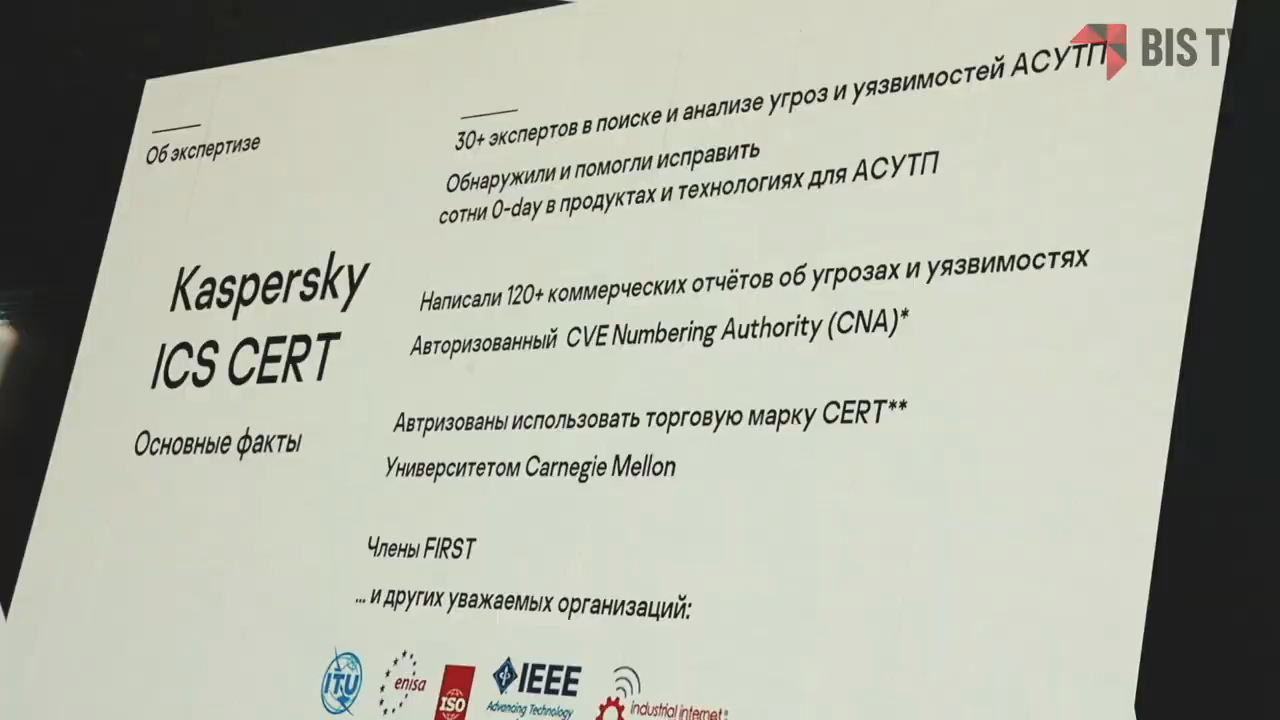 BIS TV
Об экспертизе
Kaspersky
ICS CERT
Основные факты
30+ экспертов в поиске и анализе угроз и уязвимостей АСУТП
Обнаружили и помогли исправить
сотни 0-day в продуктах и технологиях для АСУТП
Написали 120+ коммерческих отчётов об угрозах и уязвимостях
Авторизованный CVE Numbering Authority (CNA)*
Автризованы использовать торговую марку CERT**
Университетом Carnegie Mellon
Члены FIRST
... и других уважаемых организаций:
ITU
enisa
ISO
IEEE
Advancing Technology
industrial internet